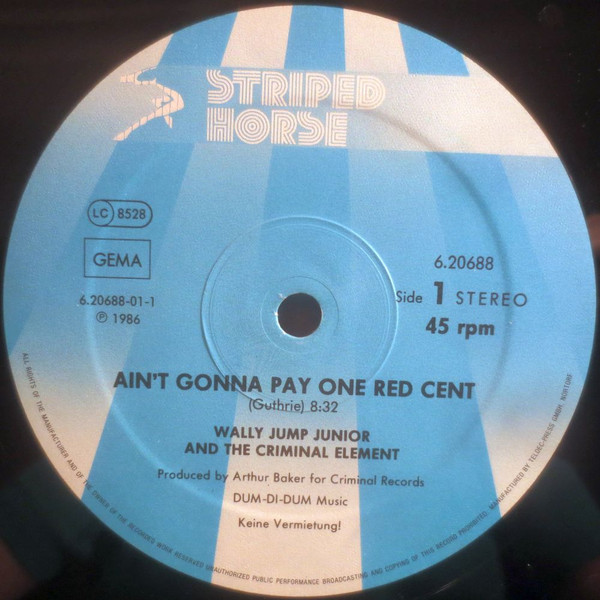 STRIPED
HORSE
LC 8528
GEMA
6.20688-01-1
℗ 1986
6.20688
Side 1 STEREO
45 rpm
AIN'T GONNA PAY ONE RED CENT
(Guthrie) 8:32
WALLY JUMP JUNIOR
AND THE CRIMINAL ELEMENT
Produced by Arthur Baker for Criminal Records
DUM-DI-DUM Music
Keine Vermietung!
ALL RIGHTS OF THE MANUFACTURER AND OF THE OWNER OF THE RECORDED WORK RESERVED UNAUTHORIZED PUBLIC PERFORMANCE BROADCASTING AND COPYING OF THIS RECORD PROHIBITED. MANUFACTURED BY TELDEC-PRESS GMBH, NORTORF